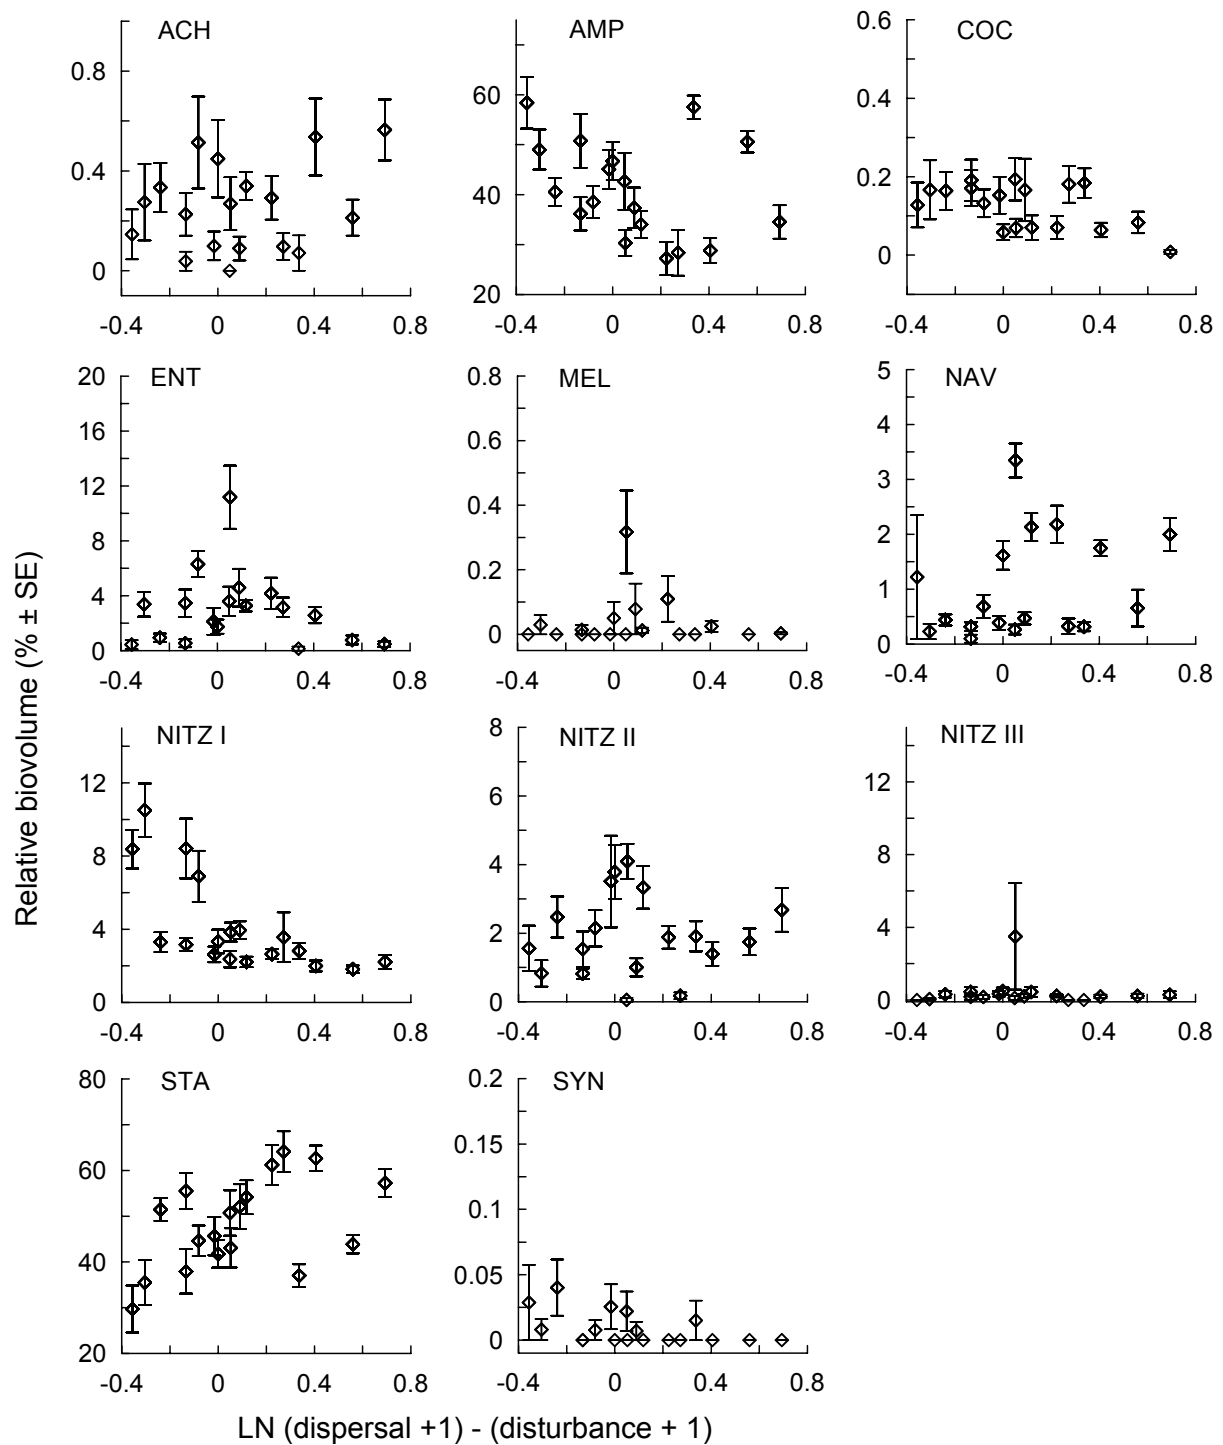 ACH
AMP
COC
0.8
0.4
0
-0.4 0 0.4 0.8
60
40
20
-0.4 0 0.4 0.8
0.6
0.4
0.2
0
-0.4 0 0.4 0.8
ENT
MEL
NAV
20
16
12
8
4
0
-0.4 0 0.4 0.8
0.8
0.6
0.4
0.2
0
-0.4 0 0.4 0.8
5
4
3
2
1
0
-0.4 0 0.4 0.8
Relative biovolume (% ± SE)
NITZ I
NITZ II
NITZ III
12
8
4
0
-0.4 0 0.4 0.8
8
6
4
2
0
-0.4 0 0.4 0.8
12
8
4
0
-0.4 0 0.4 0.8
STA
SYN
80
60
40
20
-0.4 0 0.4 0.8
0.2
0.15
0.1
0.05
0
-0.4 0 0.4 0.8
LN (dispersal +1) - (disturbance + 1)